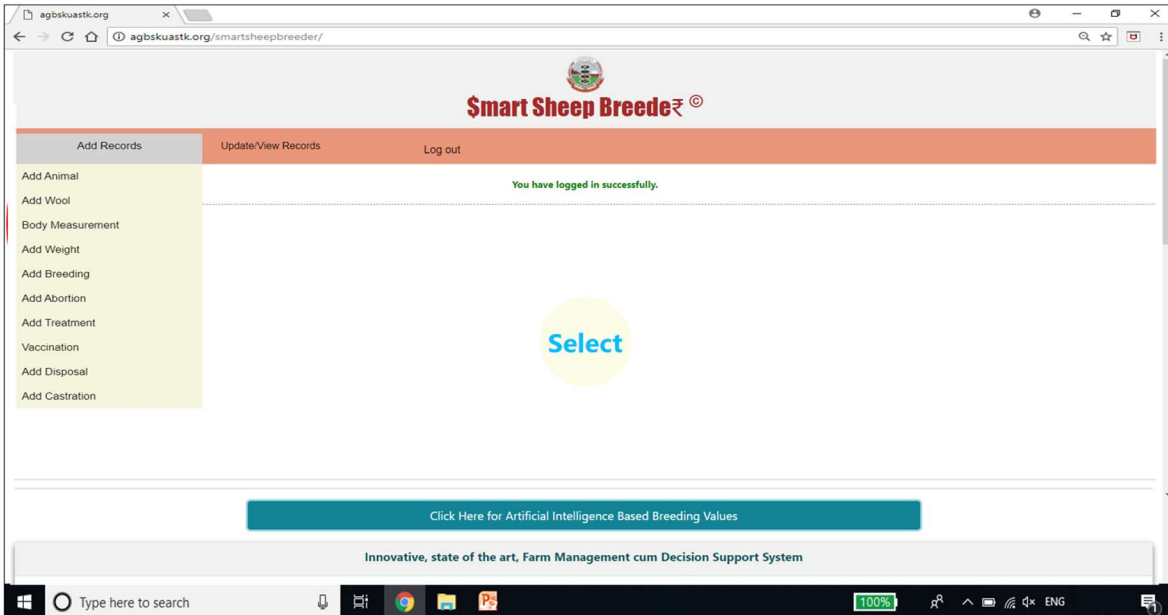 agbskuastk.org
agbskuastk.org/smartsheepbreeder/
$mart Sheep Breede₹ ©
Add Records
Update/View Records
Log out
Add Animal
Add Wool
Body Measurement
Add Weight
Add Breeding
Add Abortion
Add Treatment
Vaccination
Add Disposal
Add Castration
You have logged in successfully.
Select
Click Here for Artificial Intelligence Based Breeding Values
Innovative, state of the art, Farm Management cum Decision Support System
Type here to search
100%
ENG